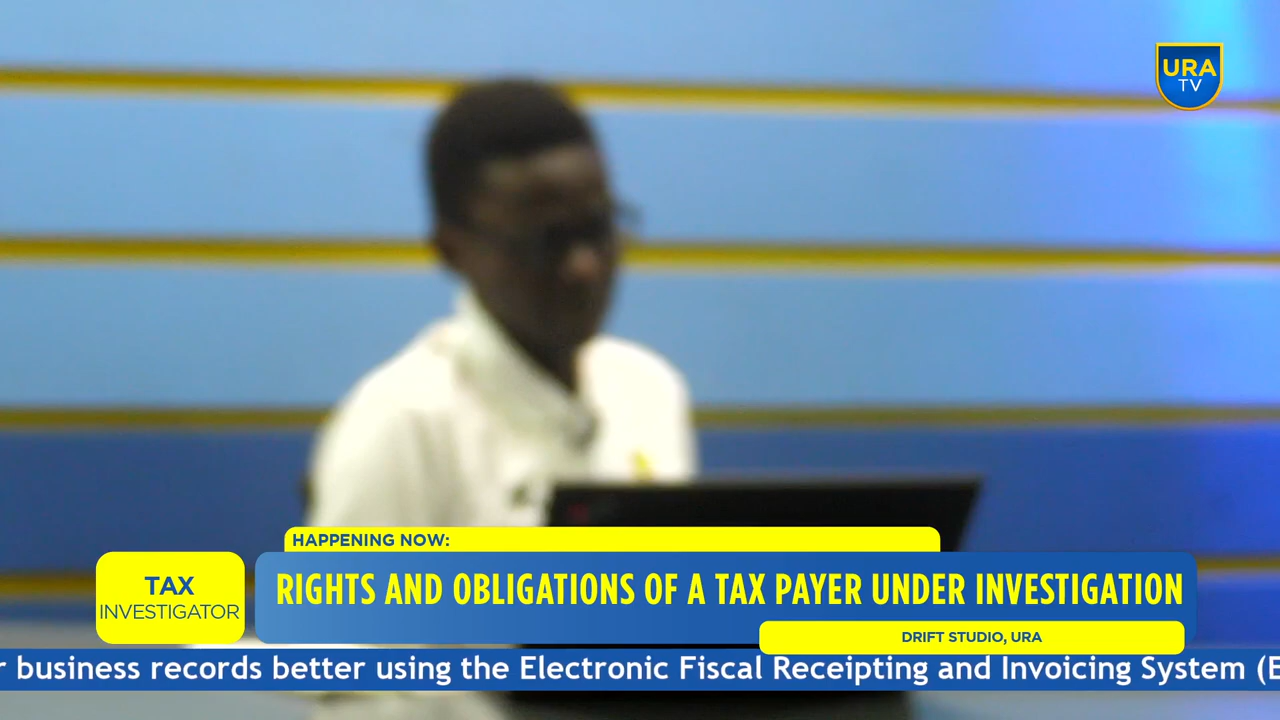 URA
TV
HAPPENING NOW:
TAX
INVESTIGATOR
RIGHTS AND OBLIGATIONS OF A TAX PAYER UNDER INVESTIGATION
DRIFT STUDIO, URA
r business records better using the Electronic Fiscal Receipting and Invoicing System (E